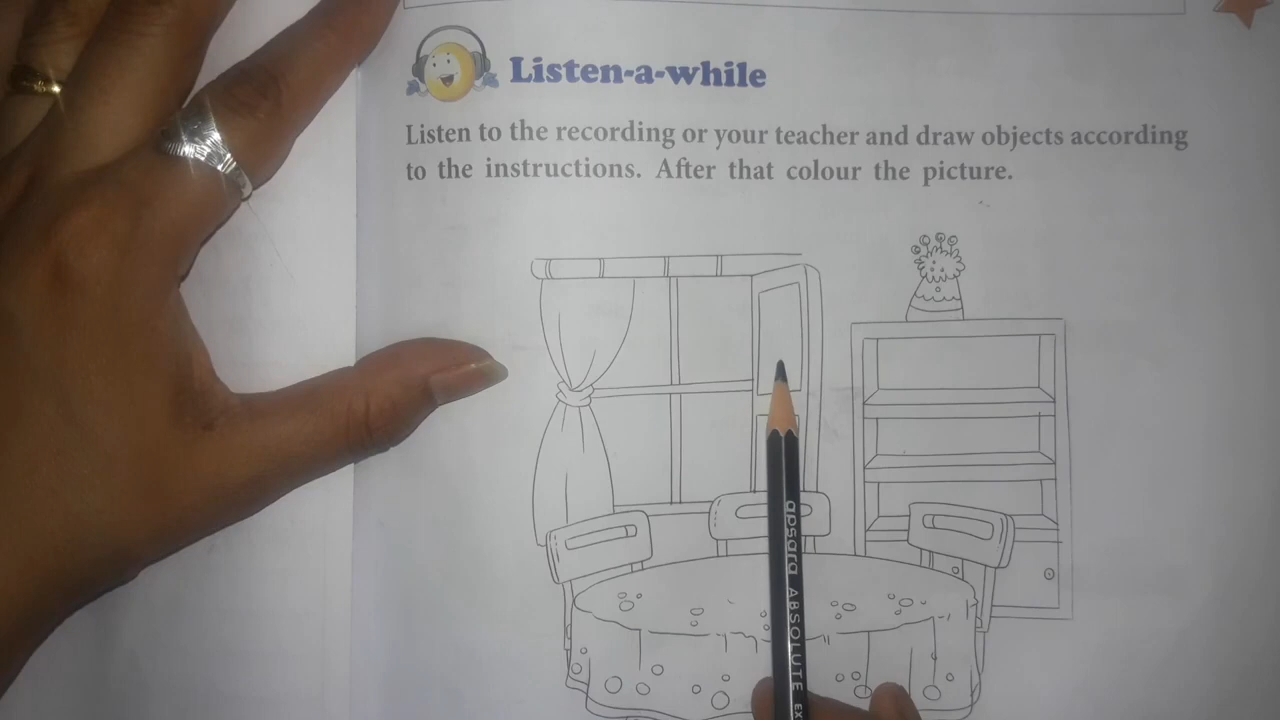 Listen-a-while
Listen to the recording or your teacher and draw objects according
to the instructions. After that colour the picture.
apsara ABSOLUTE EX